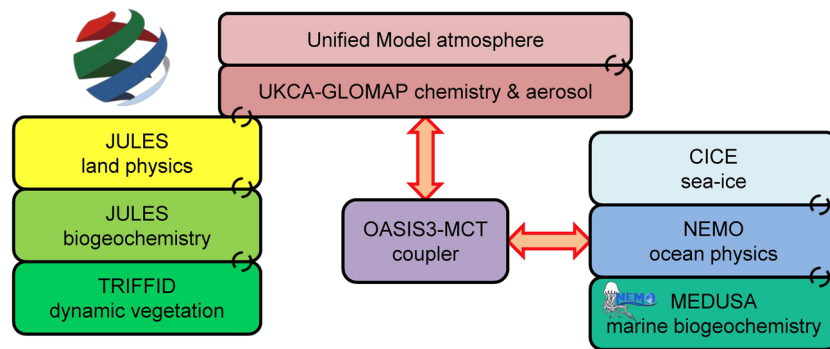 Unified Model atmosphere
UKCA-GLOMAP chemistry & aerosol
JULES
land physics
JULES
biogeochemistry
TRIFFID
dynamic vegetation
OASIS3-MCT
coupler
CICE
sea-ice
NEMO
ocean physics
NEMO
MEDUSA
marine biogeochemistry